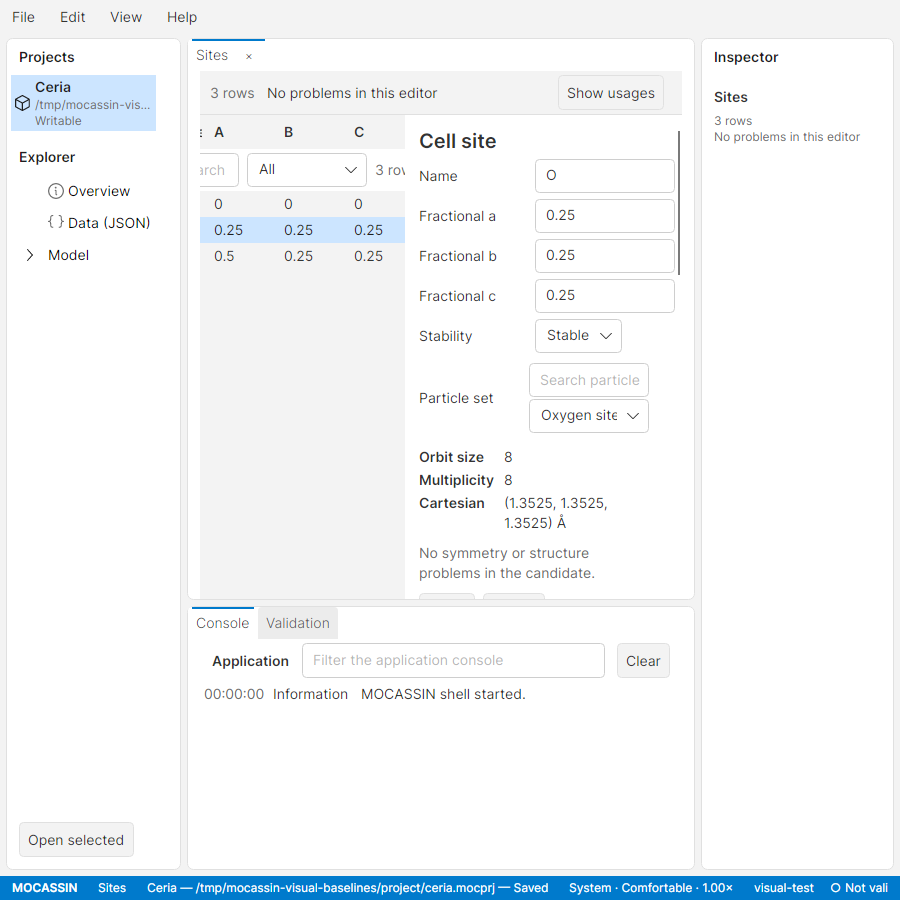 File Edit View Help
Projects
Ceria
/tmp/mocassin-vis...
Writable
Explorer
Overview
{ } Data (JSON)
Model
Open selected
Sites ×
3 rows No problems in this editor Show usages
A B C
arch All 3 rov
0 0 0
0.25 0.25 0.25
0.5 0.25 0.25
Cell site
Name O
Fractional a 0.25
Fractional b 0.25
Fractional c 0.25
Stability Stable
Search particle
Particle set
Oxygen site
Orbit size 8
Multiplicity 8
Cartesian (1.3525, 1.3525,
1.3525) Å
No symmetry or structure
problems in the candidate.
Console Validation
Application Filter the application console Clear
00:00:00 Information MOCASSIN shell started.
Inspector
Sites
3 rows
No problems in this editor
MOCASSIN Sites Ceria — /tmp/mocassin-visual-baselines/project/ceria.mocprj — Saved System · Comfortable · 1.00× visual-test Not vali